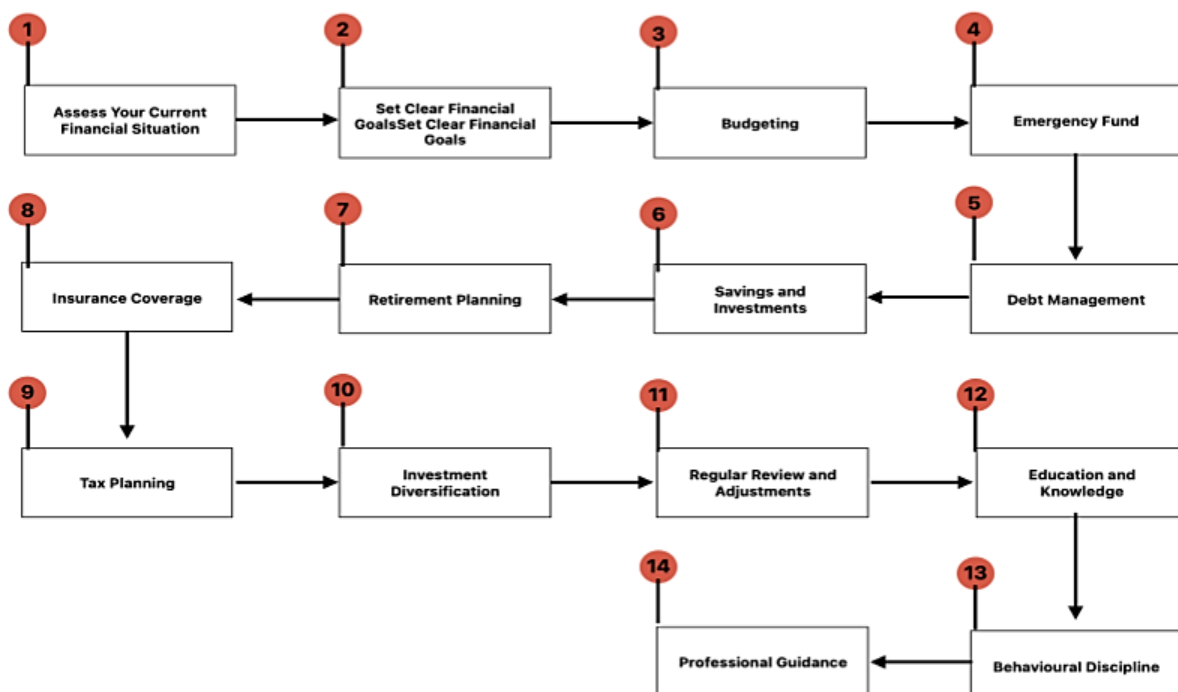 1
2
3
4
Assess Your Current
Financial Situation
Set Clear Financial
GoalsSet Clear Financial
Goals
Budgeting
Emergency Fund
8
7
6
5
Insurance Coverage
Retirement Planning
Savings and
Investments
Debt Management
9
10
11
12
Tax Planning
Investment
Diversification
Regular Review and
Adjustments
Education and
Knowledge
14
13
Professional Guidance
Behavioural Discipline